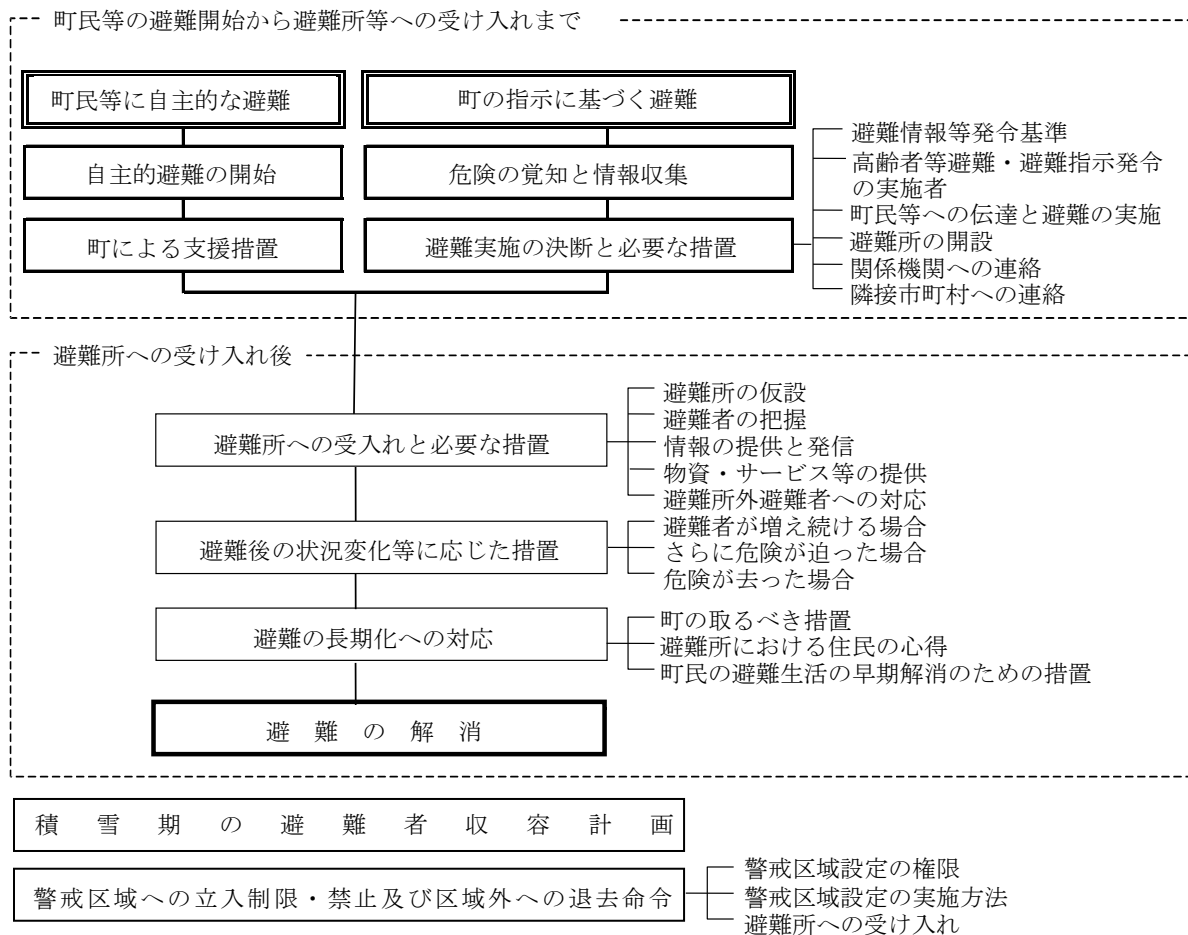 町民等の避難開始から避難所等への受け入れまで
町民等に自主的な避難
自主的避難の開始
町による支援措置
町の指示に基づく避難
危険の覚知と情報収集
避難実施の決断と必要な措置
避難情報等発令基準
高齢者等避難・避難指示発令
の実施者
町民等への伝達と避難の実施
避難所の開設
関係機関への連絡
隣接市町村への連絡
避難所への受け入れ後
避難所への受入れと必要な措置
避難所の仮設
避難者の把握
情報の提供と発信
物資・サービス等の提供
避難所外避難者への対応
避難後の状況変化等に応じた措置
避難者が増え続ける場合
さらに危険が迫った場合
危険が去った場合
避難の長期化への対応
町の取るべき措置
避難所における住民の心得
町民の避難生活の早期解消のための措置
避難の解消
積雪期の避難者収容計画
警戒区域への立入制限・禁止及び区域外への退去命令
警戒区域設定の権限
警戒区域設定の実施方法
避難所への受け入れ